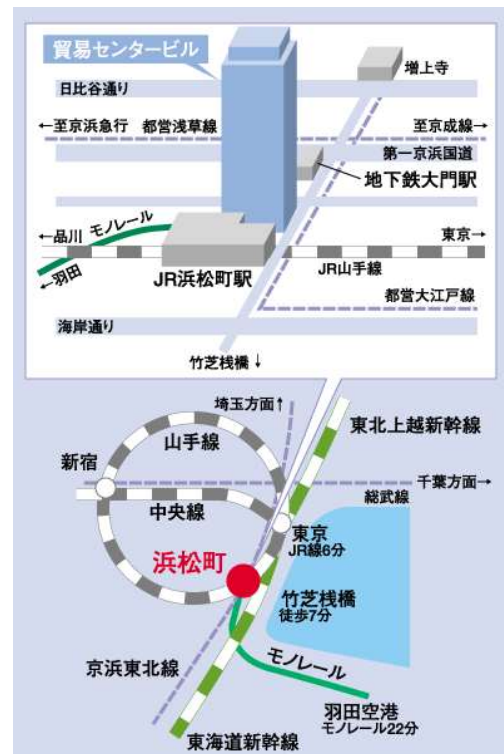 貿易センタービル
増上寺
日比谷通り
←至京浜急行
都営浅草線
至京成線→
第一京浜国道
地下鉄大門駅
←品川
モノレール
東京→
←羽田
JR浜松町駅
JR山手線
都営大江戸線
海岸通り
竹芝桟橋↓
埼玉方面↑
東北上越新幹線
山手線
新宿
千葉方面→
中央線
総武線
東京
JR線6分
浜松町
竹芝桟橋
徒歩7分
京浜東北線
モノレール
羽田空港
モノレール22分
東海道新幹線